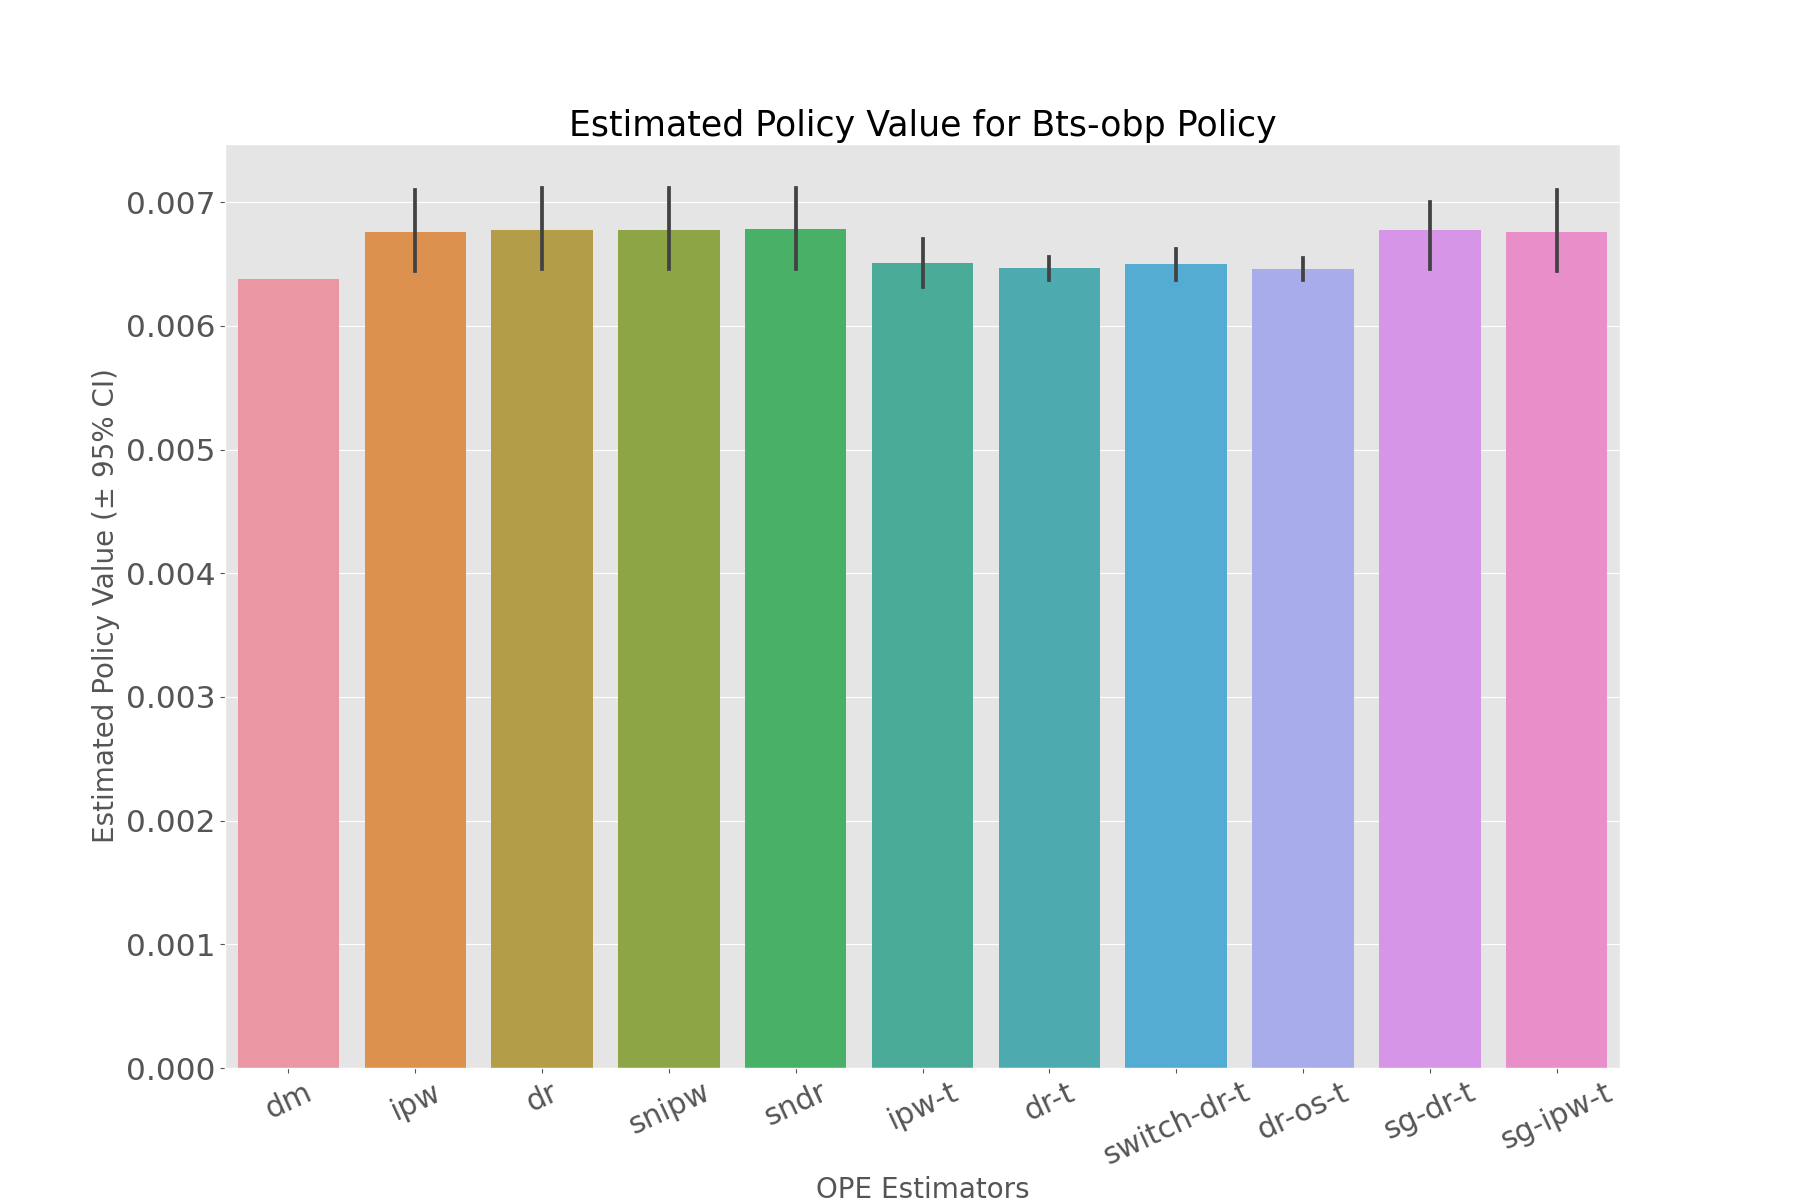 Estimated Policy Value for Bts-obp Policy
Estimated Policy Value (± 95% CI)
0.007
0.006
0.005
0.004
0.003
0.002
0.001
0.000
dm
ipw
dr
snipw
sndr
ipw-t
dr-t
switch-dr-t
dr-os-t
sg-dr-t
sg-ipw-t
OPE Estimators